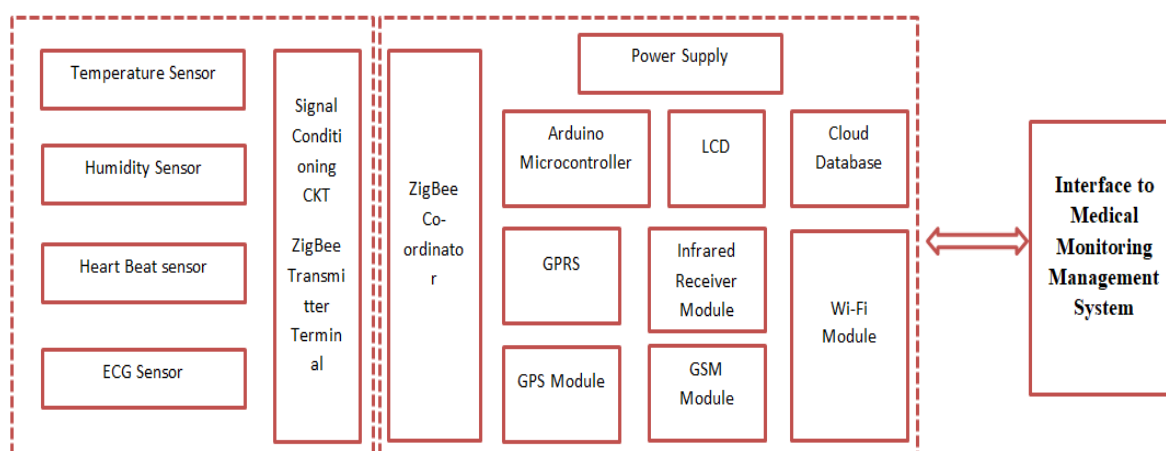 Temperature Sensor
Humidity Sensor
Heart Beat sensor
ECG Sensor
Signal
Conditi
oning
CKT
ZigBee
Transmi
tter
Termin
al
ZigBee
Co-
ordinato
r
Power Supply
Arduino
Microcontroller
LCD
Cloud
Database
GPRS
Infrared
Receiver
Module
Wi-Fi
Module
GPS Module
GSM
Module
Interface to
Medical
Monitoring
Management
System